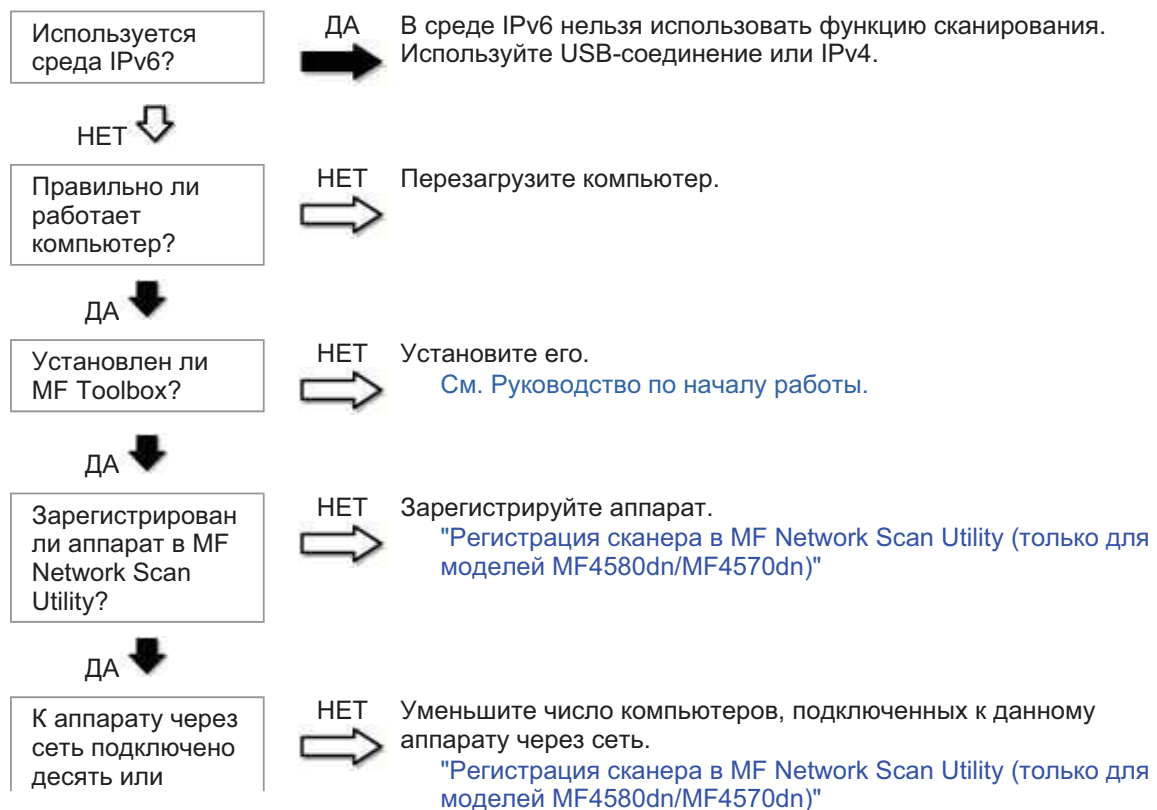 Используется
среда IPv6?
ДА
В среде IPv6 нельзя использовать функцию сканирования.
Используйте USB-соединение или IPv4.
НЕТ
Правильно ли
работает
компьютер?
НЕТ
Перезагрузите компьютер.
ДА
Установлен ли
MF Toolbox?
НЕТ
Установите его.
См. Руководство по началу работы.
ДА
Зарегистрирован
ли аппарат в MF
Network Scan
Utility?
НЕТ
Зарегистрируйте аппарат.
"Регистрация сканера в MF Network Scan Utility (только для
моделей MF4580dn/MF4570dn)"
ДА
К аппарату через
сеть подключено
десять или
НЕТ
Уменьшите число компьютеров, подключенных к данному
аппарату через сеть.
"Регистрация сканера в MF Network Scan Utility (только для
моделей MF4580dn/MF4570dn)"